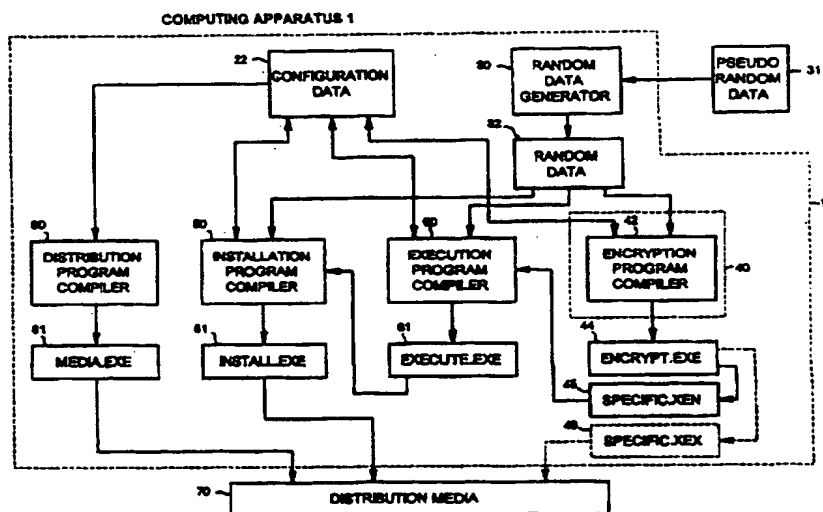 COMPUTING APPARATUS 1
22
CONFIGURATION
DATA
30
RANDOM
DATA
GENERATOR
PSEUDO
RANDOM
DATA
31
32
RANDOM
DATA
DISTRIBUTION
PROGRAM
COMPILER
INSTALLATION
PROGRAM
COMPILER
EXECUTION
PROGRAM
COMPILER
42
ENCRYPTION
PROGRAM
COMPILER
40
MEDIA.EXE
INSTALL.EXE
EXECUTE.EXE
44
ENCRYPT.EXE
SPECIFIC.XEN
SPECIFIC.XEX
70
DISTRIBUTION MEDIA